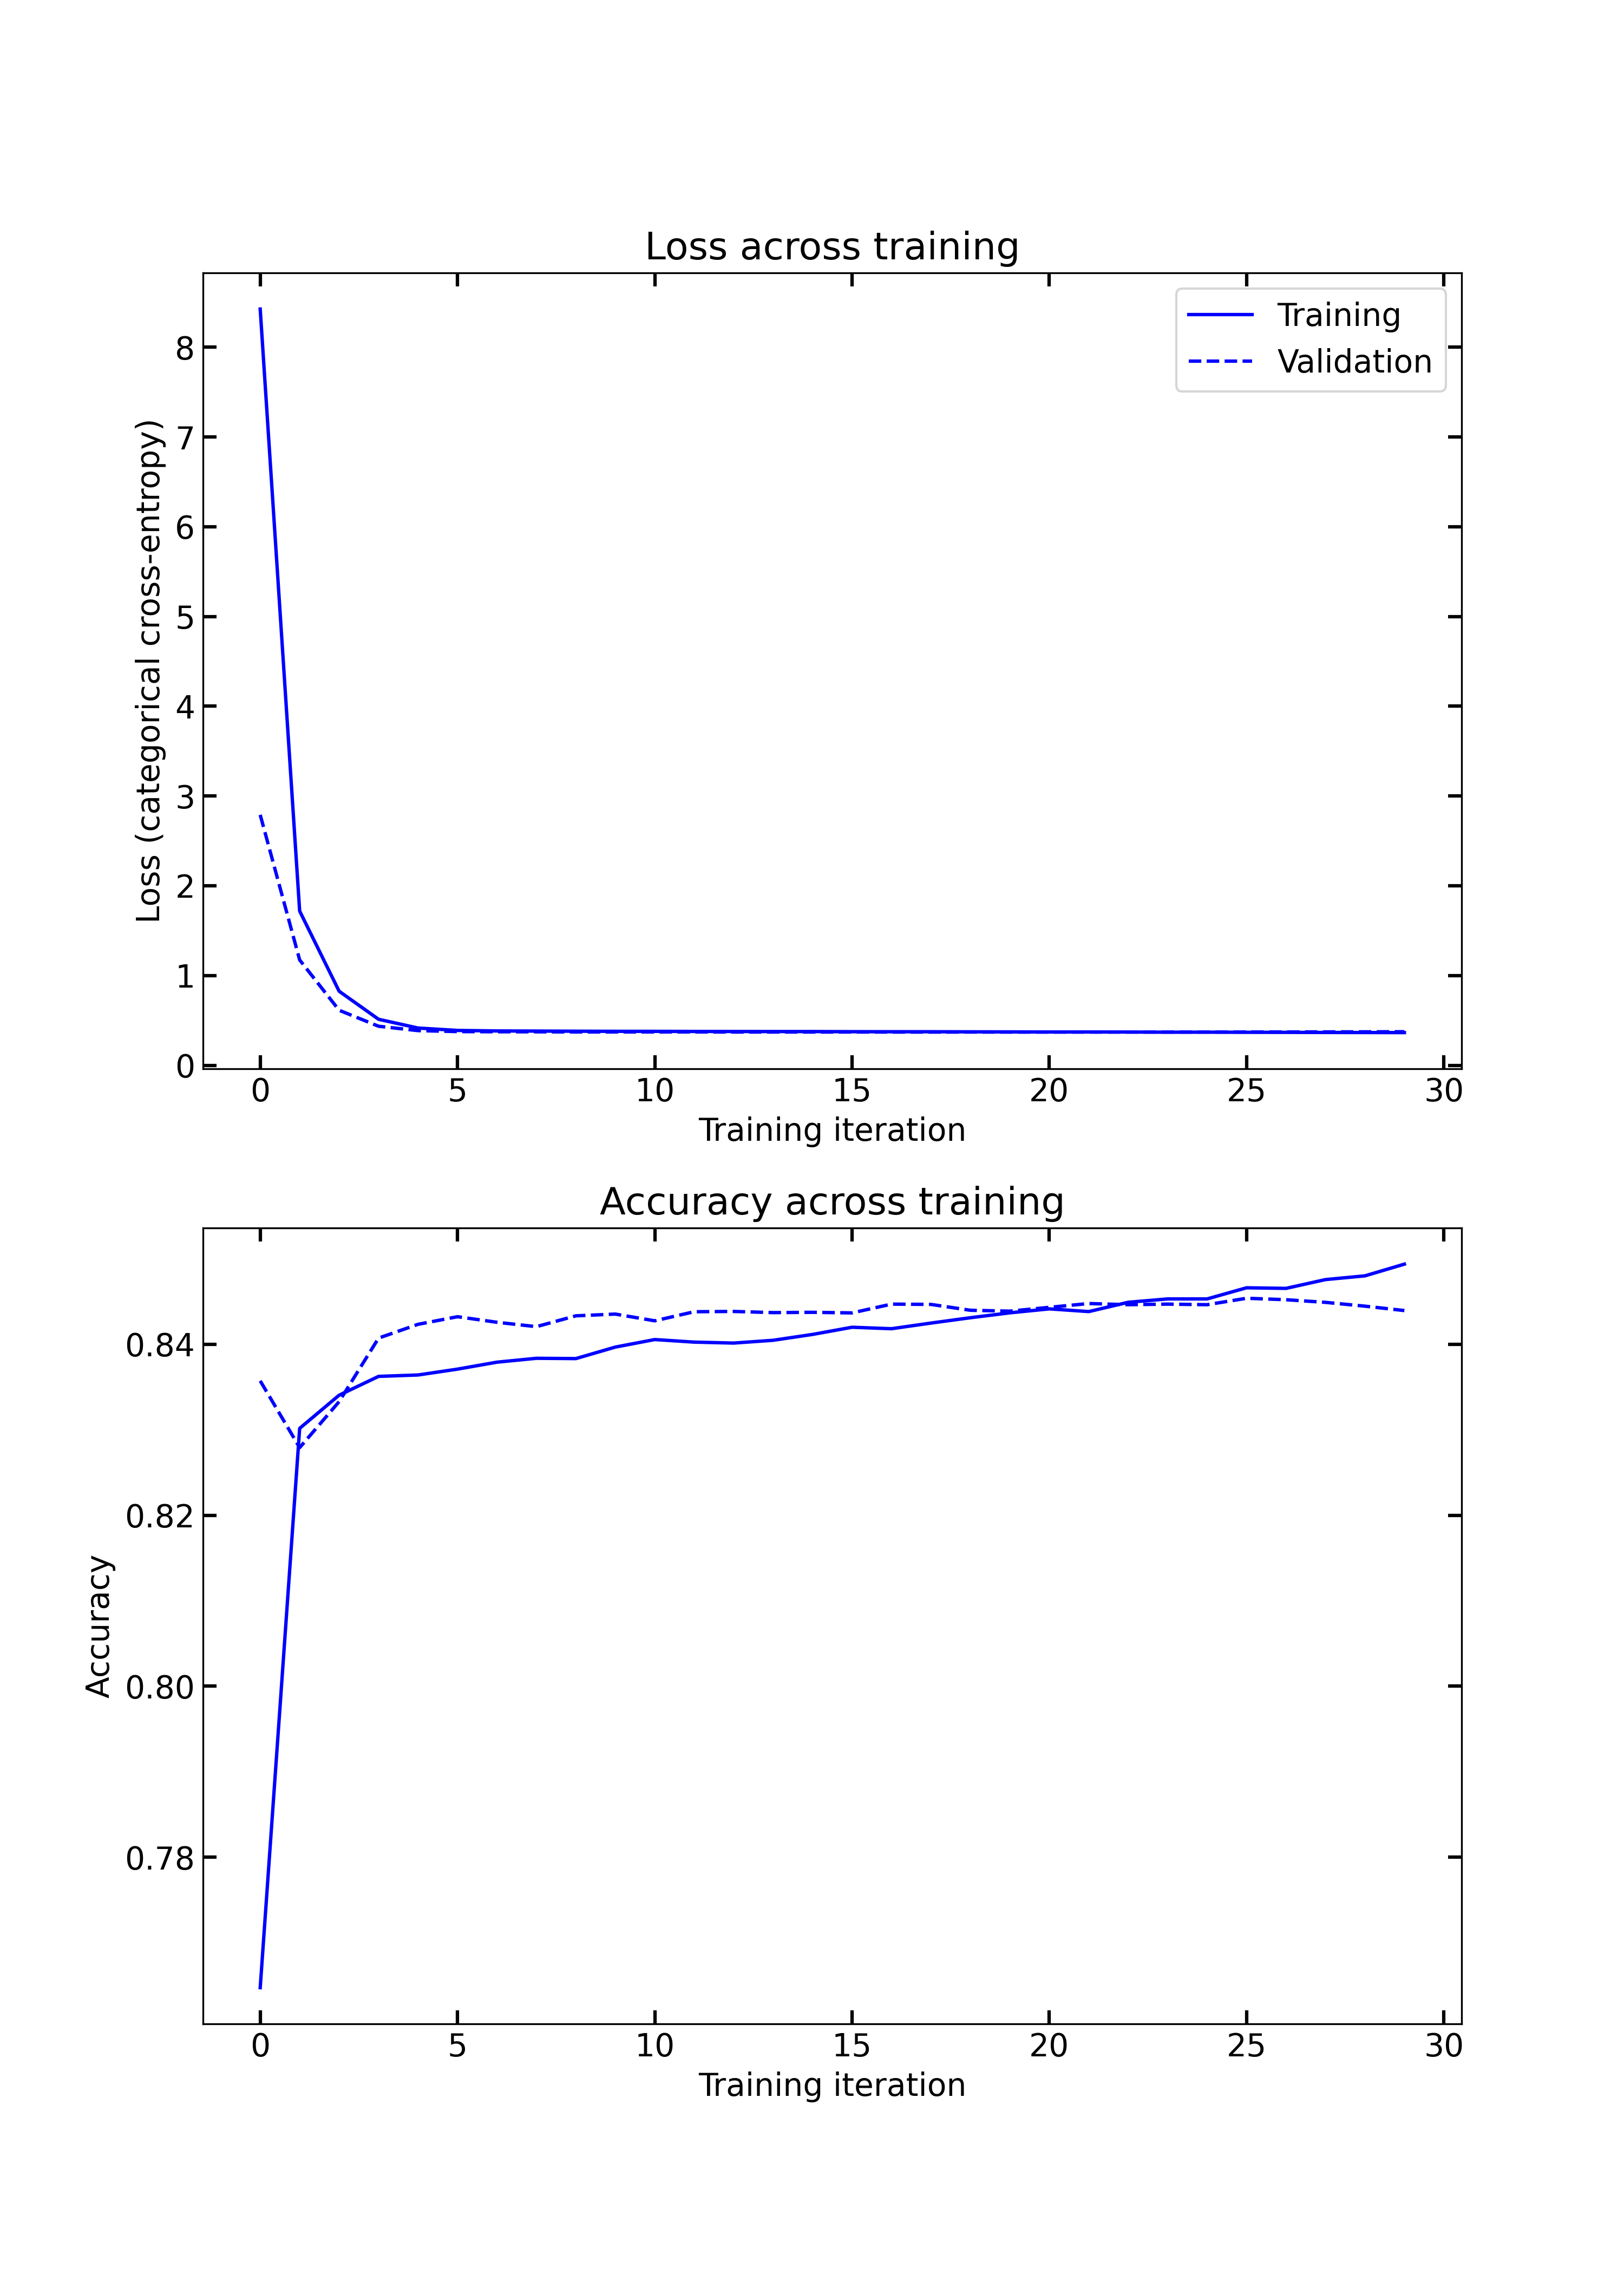 Loss across training
Training
Validation
Loss (categorical cross-entropy)
8
7
6
5
4
3
2
1
0
0 5 10 15 20 25 30
Training iteration
Accuracy across training
Accuracy
0.84
0.82
0.80
0.78
0 5 10 15 20 25 30
Training iteration